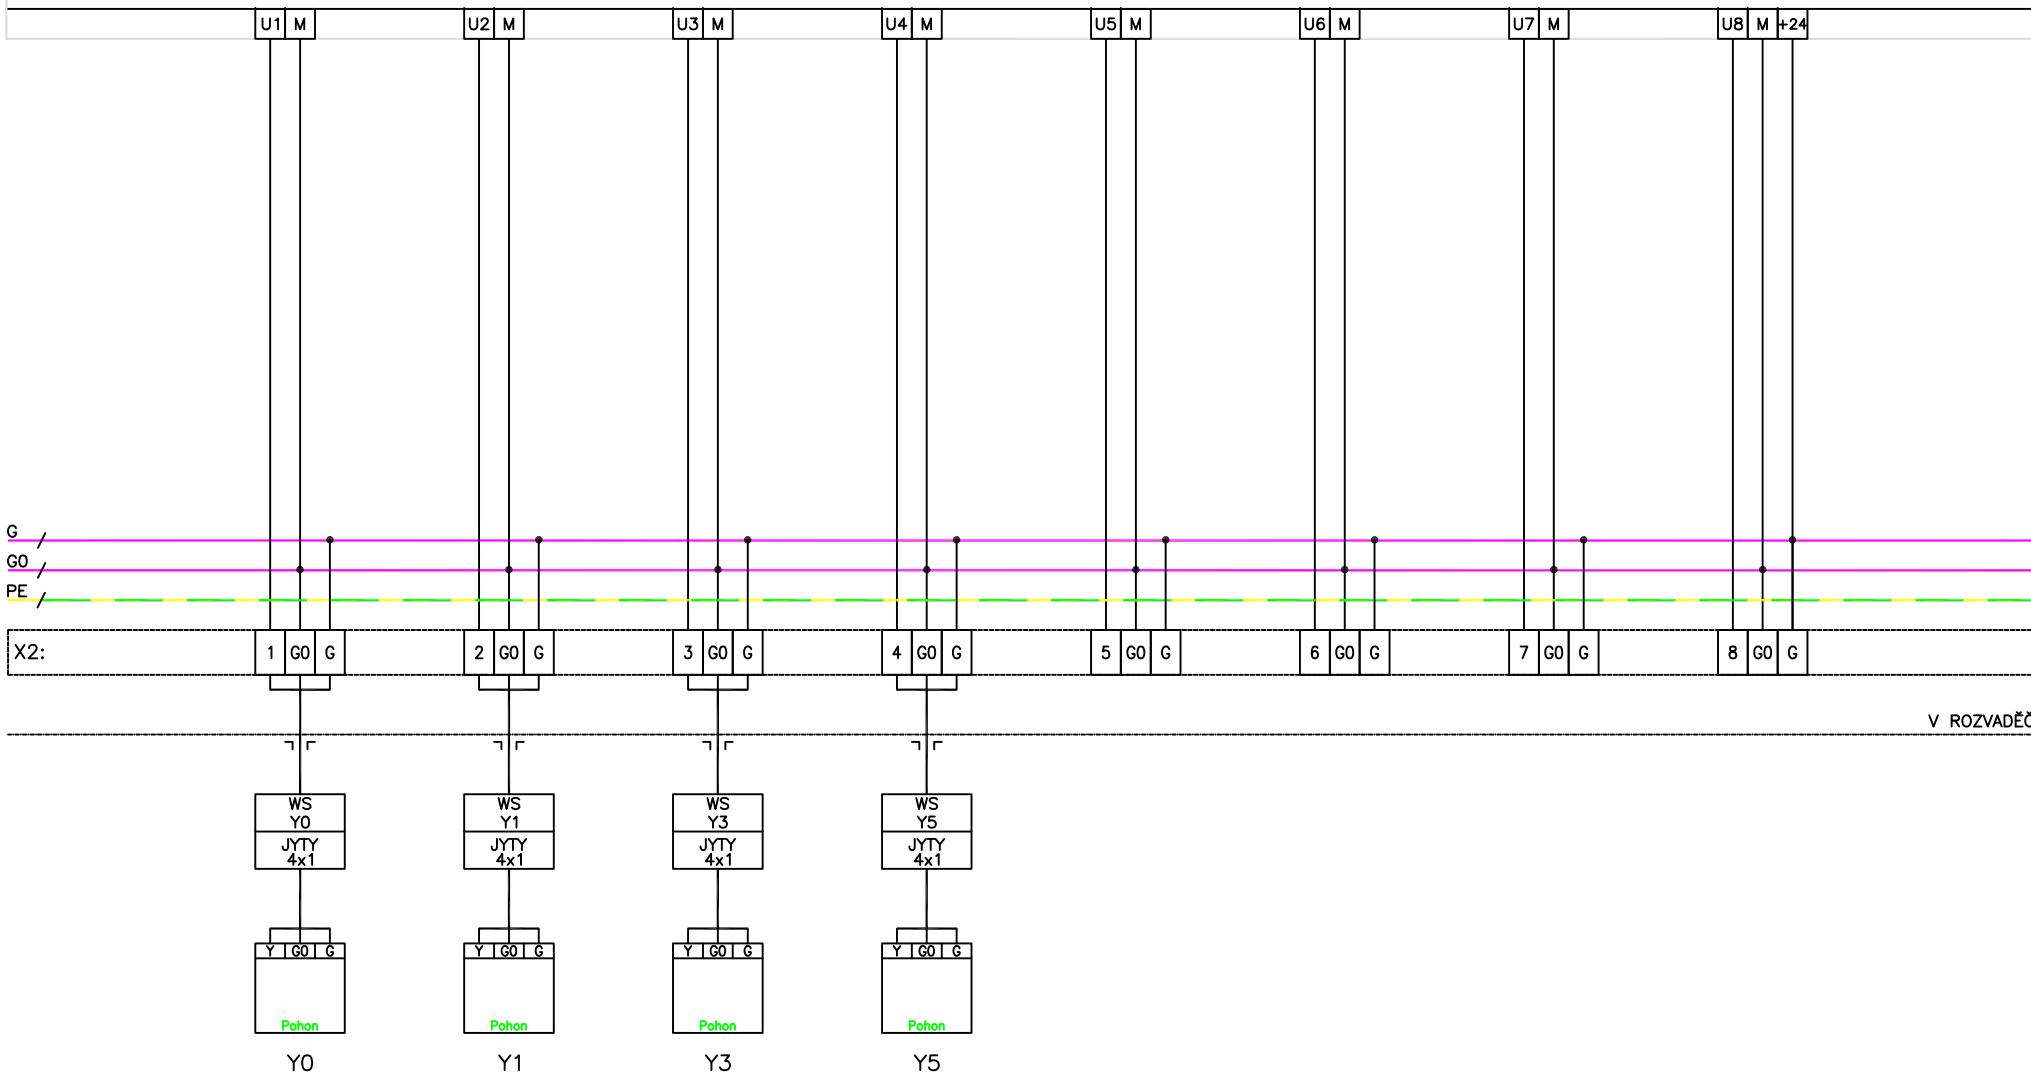 U1 M U2 M U3 M U4 M U5 M U6 M U7 M U8 M +24
G
G0
PE
X2: 1 G0 G 2 G0 G 3 G0 G 4 G0 G 5 G0 G 6 G0 G 7 G0 G 8 G0 G
V ROZVADĚČ
WS WS WS WS
Y0 Y1 Y3 Y5
JYTY JYTY JYTY JYTY
4x1 4x1 4x1 4x1
Y G0 G Y G0 G Y G0 G Y G0 G
Pohon Pohon Pohon Pohon
Y0 Y1 Y3 Y5